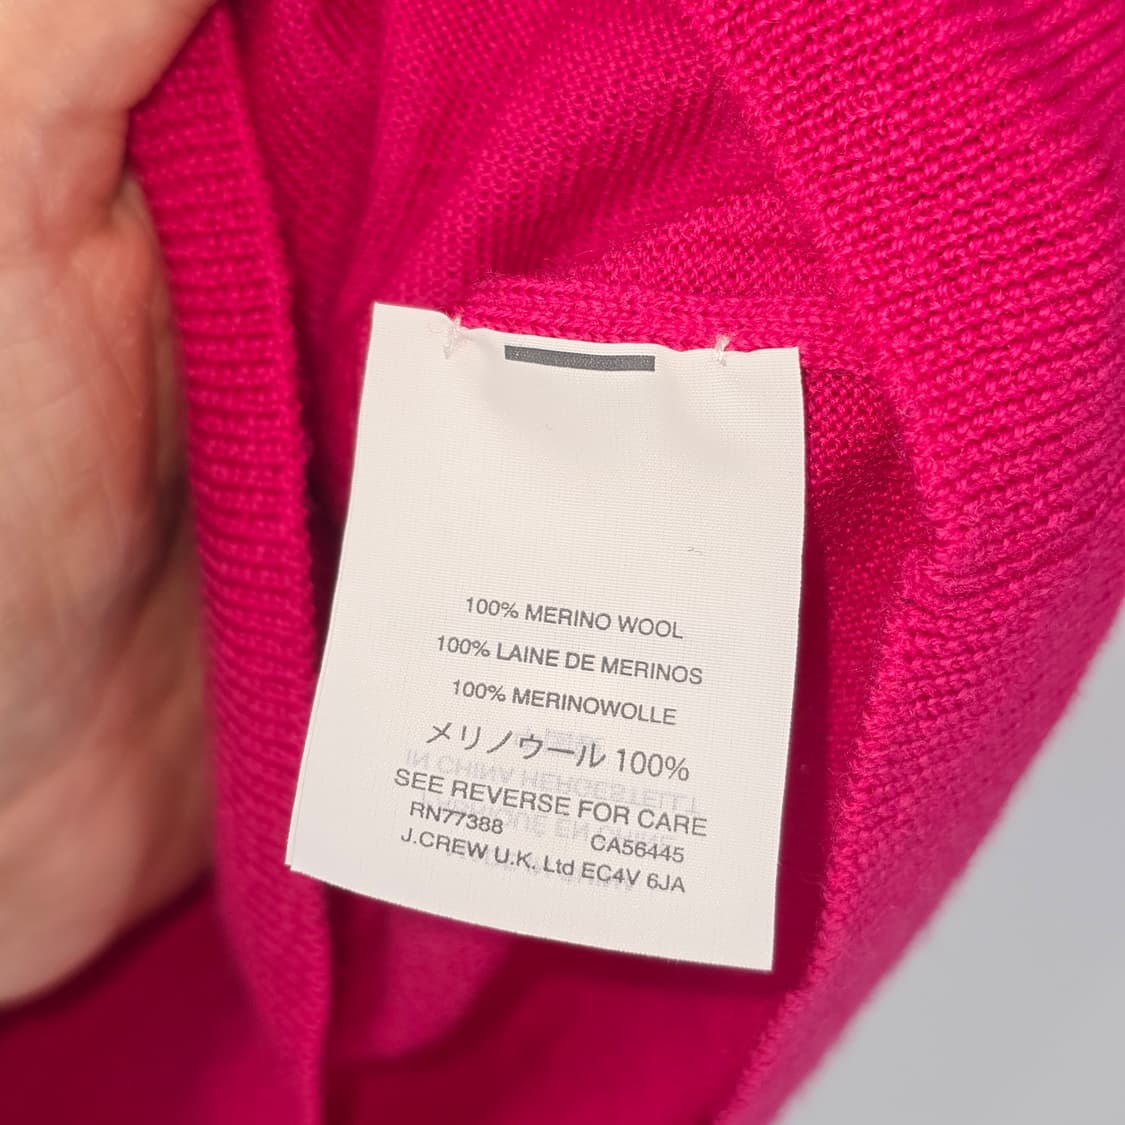 100% MERINO WOOL
100% LAINE DE MERINOS
100% MERINOWOLLE
メリノウール 100%
SEE REVERSE FOR CARE
RN77388 CA56445
J.CREW U.K. Ltd EC4V 6JA